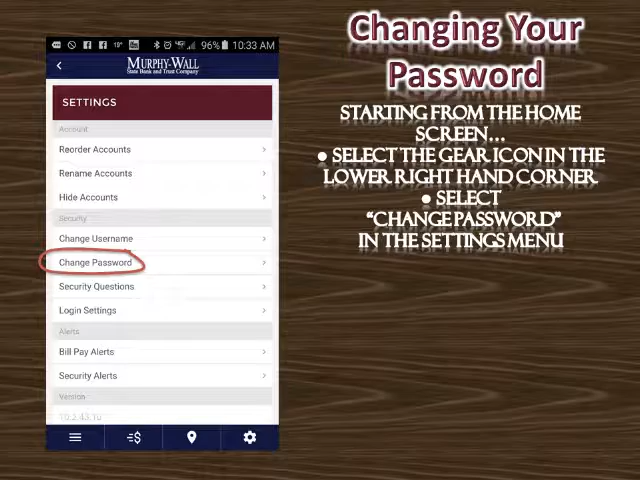 Changing Your
Password
STARTING FROM THE HOME
SCREEN…
● SELECT THE GEAR ICON IN THE
LOWER RIGHT HAND CORNER
● SELECT
“CHANGE PASSWORD”
IN THE SETTINGS MENU
96% 10:33 AM
MURPHY-WALL
State Bank and Trust Company
SETTINGS
Account
Reorder Accounts
Rename Accounts
Hide Accounts
Security
Change Username
Change Password
Security Questions
Login Settings
Alerts
Bill Pay Alerts
Security Alerts
Version